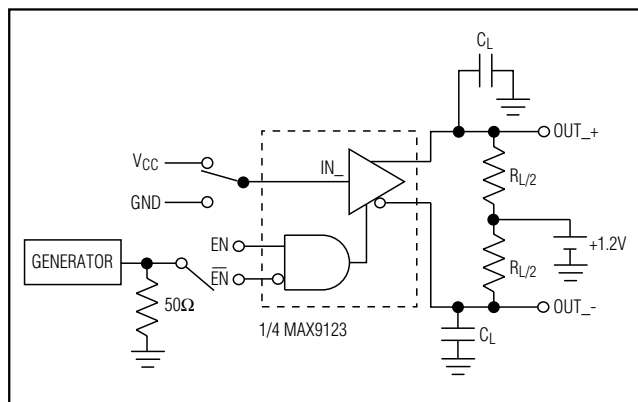 CL
VCC
IN_
OUT_+
GND
RL/2
EN
GENERATOR
+1.2V
EN
RL/2
50Ω
OUT_-
1/4 MAX9123
CL